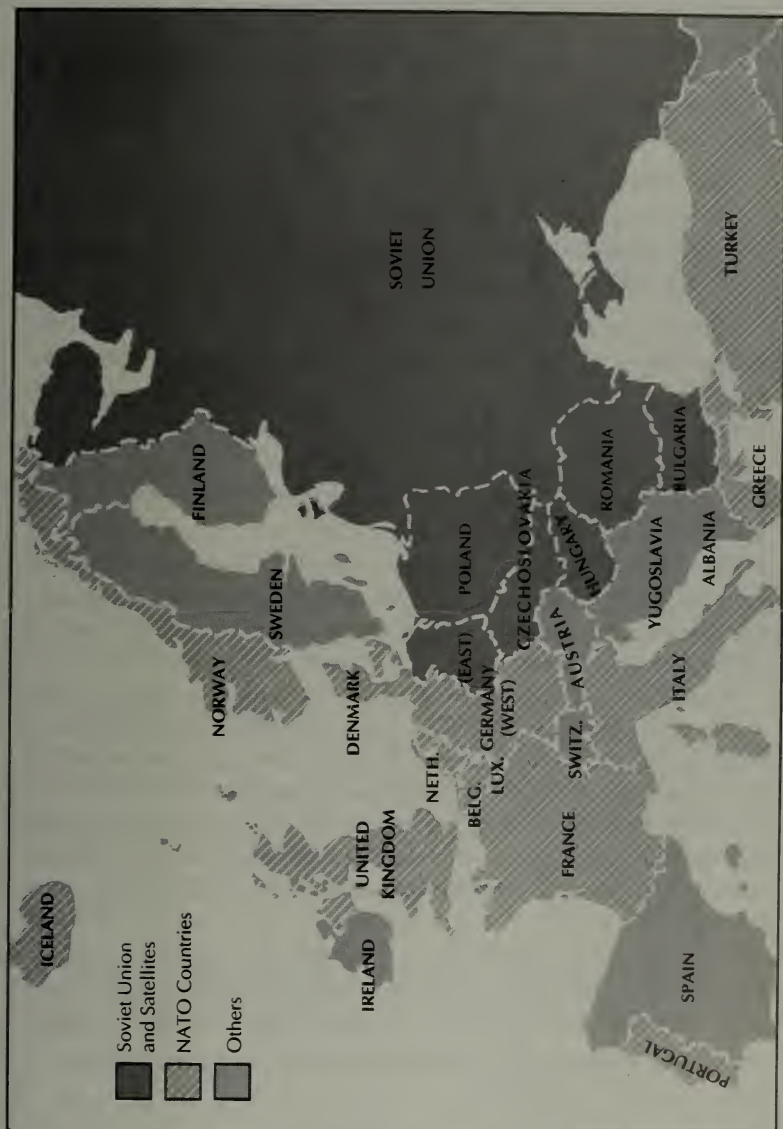 ICELAND
Soviet Union
and Satellites
NATO Countries
Others
NORWAY
SWEDEN
FINLAND
SOVIET
UNION
DENMARK
UNITED
KINGDOM
IRELAND
NETH.
BELG.
LUX.
GERMANY
(EAST)
(WEST)
POLAND
CZECHOSLOVAKIA
FRANCE
SWITZ.
AUSTRIA
HUNGARY
ROMANIA
YUGOSLAVIA
BULGARIA
ALBANIA
ITALY
SPAIN
PORTUGAL
GREECE
TURKEY